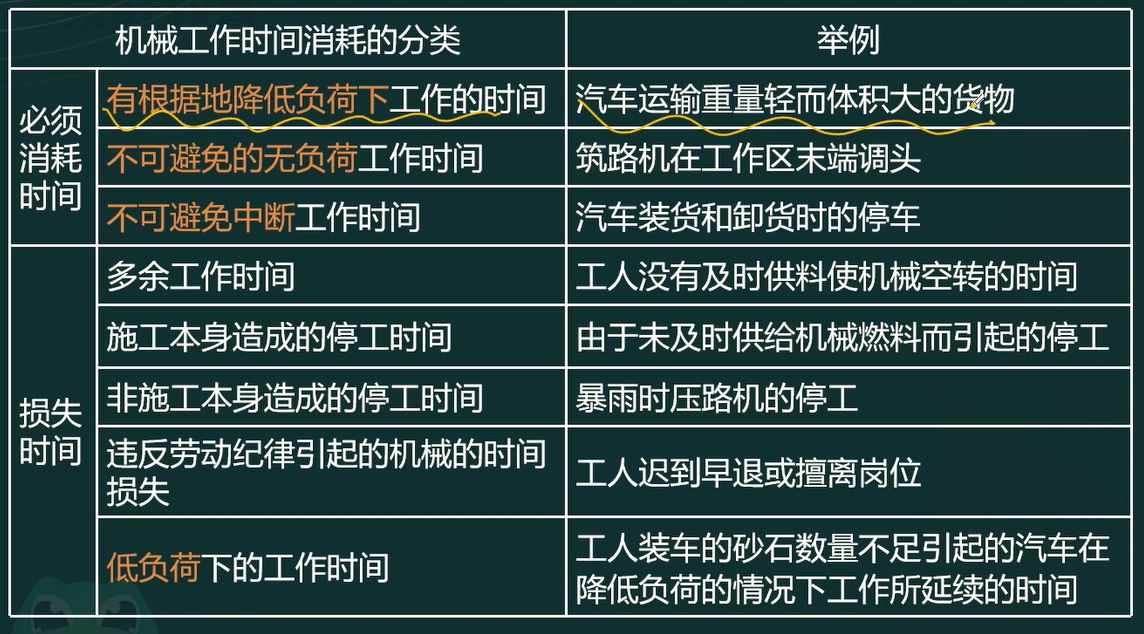 机械工作时间消耗的分类
举例
必须
消耗
时间
有根据地降低负荷下工作的时间
汽车运输重量轻而体积大的货物
不可避免的无负荷工作时间
筑路机在工作区末端调头
不可避免中断工作时间
汽车装货和卸货时的停车
损失
时间
多余工作时间
工人没有及时供料使机械空转的时间
施工本身造成的停工时间
由于未及时供给机械燃料而引起的停工
非施工本身造成的停工时间
暴雨时压路机的停工
违反劳动纪律引起的机械的时间
损失
工人迟到早退或擅离岗位
低负荷下的工作时间
工人装车的砂石数量不足引起的汽车在
降低负荷的情况下工作所延续的时间